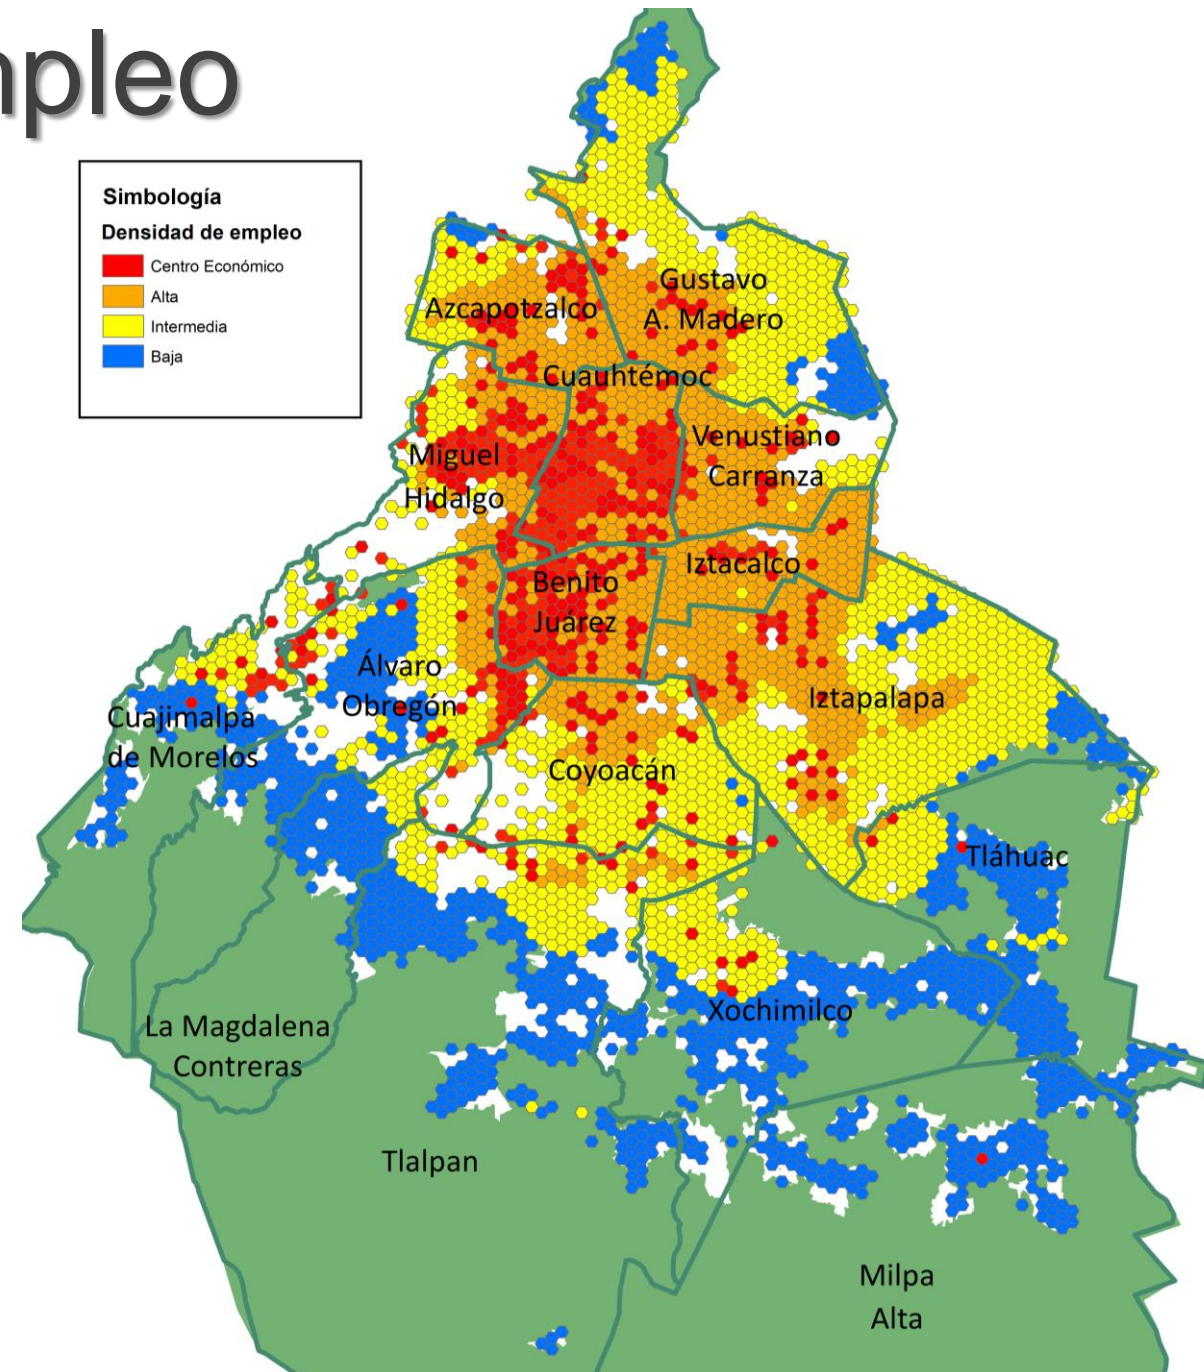 mpleo
Simbología
Densidad de empleo
Centro Económico
Alta
Intermedia
Baja
Gustavo
A. Madero
Azcapotzalco
Cuauhtémoc
Venustiano
Carranza
Miguel
Hidalgo
Iztacalco
Benito
Juárez
Álvaro
Obregón
Iztapalapa
Cuajimalpa
de Morelos
Coyoacán
Tláhuac
Xochimilco
La Magdalena
Contreras
Tlalpan
Milpa
Alta